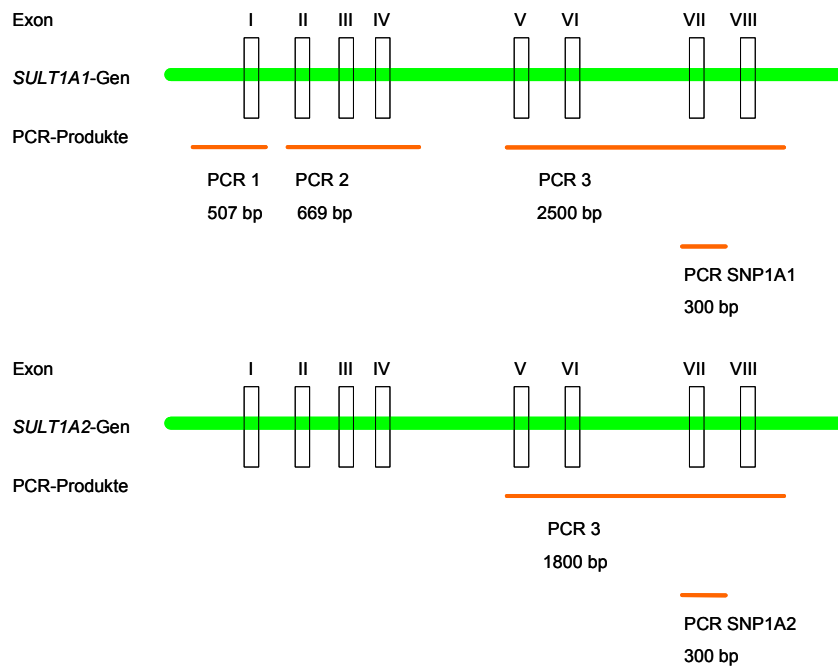 Exon I II III IV V VI VII VIII
SULT1A1-Gen
PCR-Produkte
PCR 1 PCR 2 PCR 3
507 bp 669 bp 2500 bp
PCR SNP1A1
300 bp
Exon I II III IV V VI VII VIII
SULT1A2-Gen
PCR-Produkte
PCR 3
1800 bp
PCR SNP1A2
300 bp